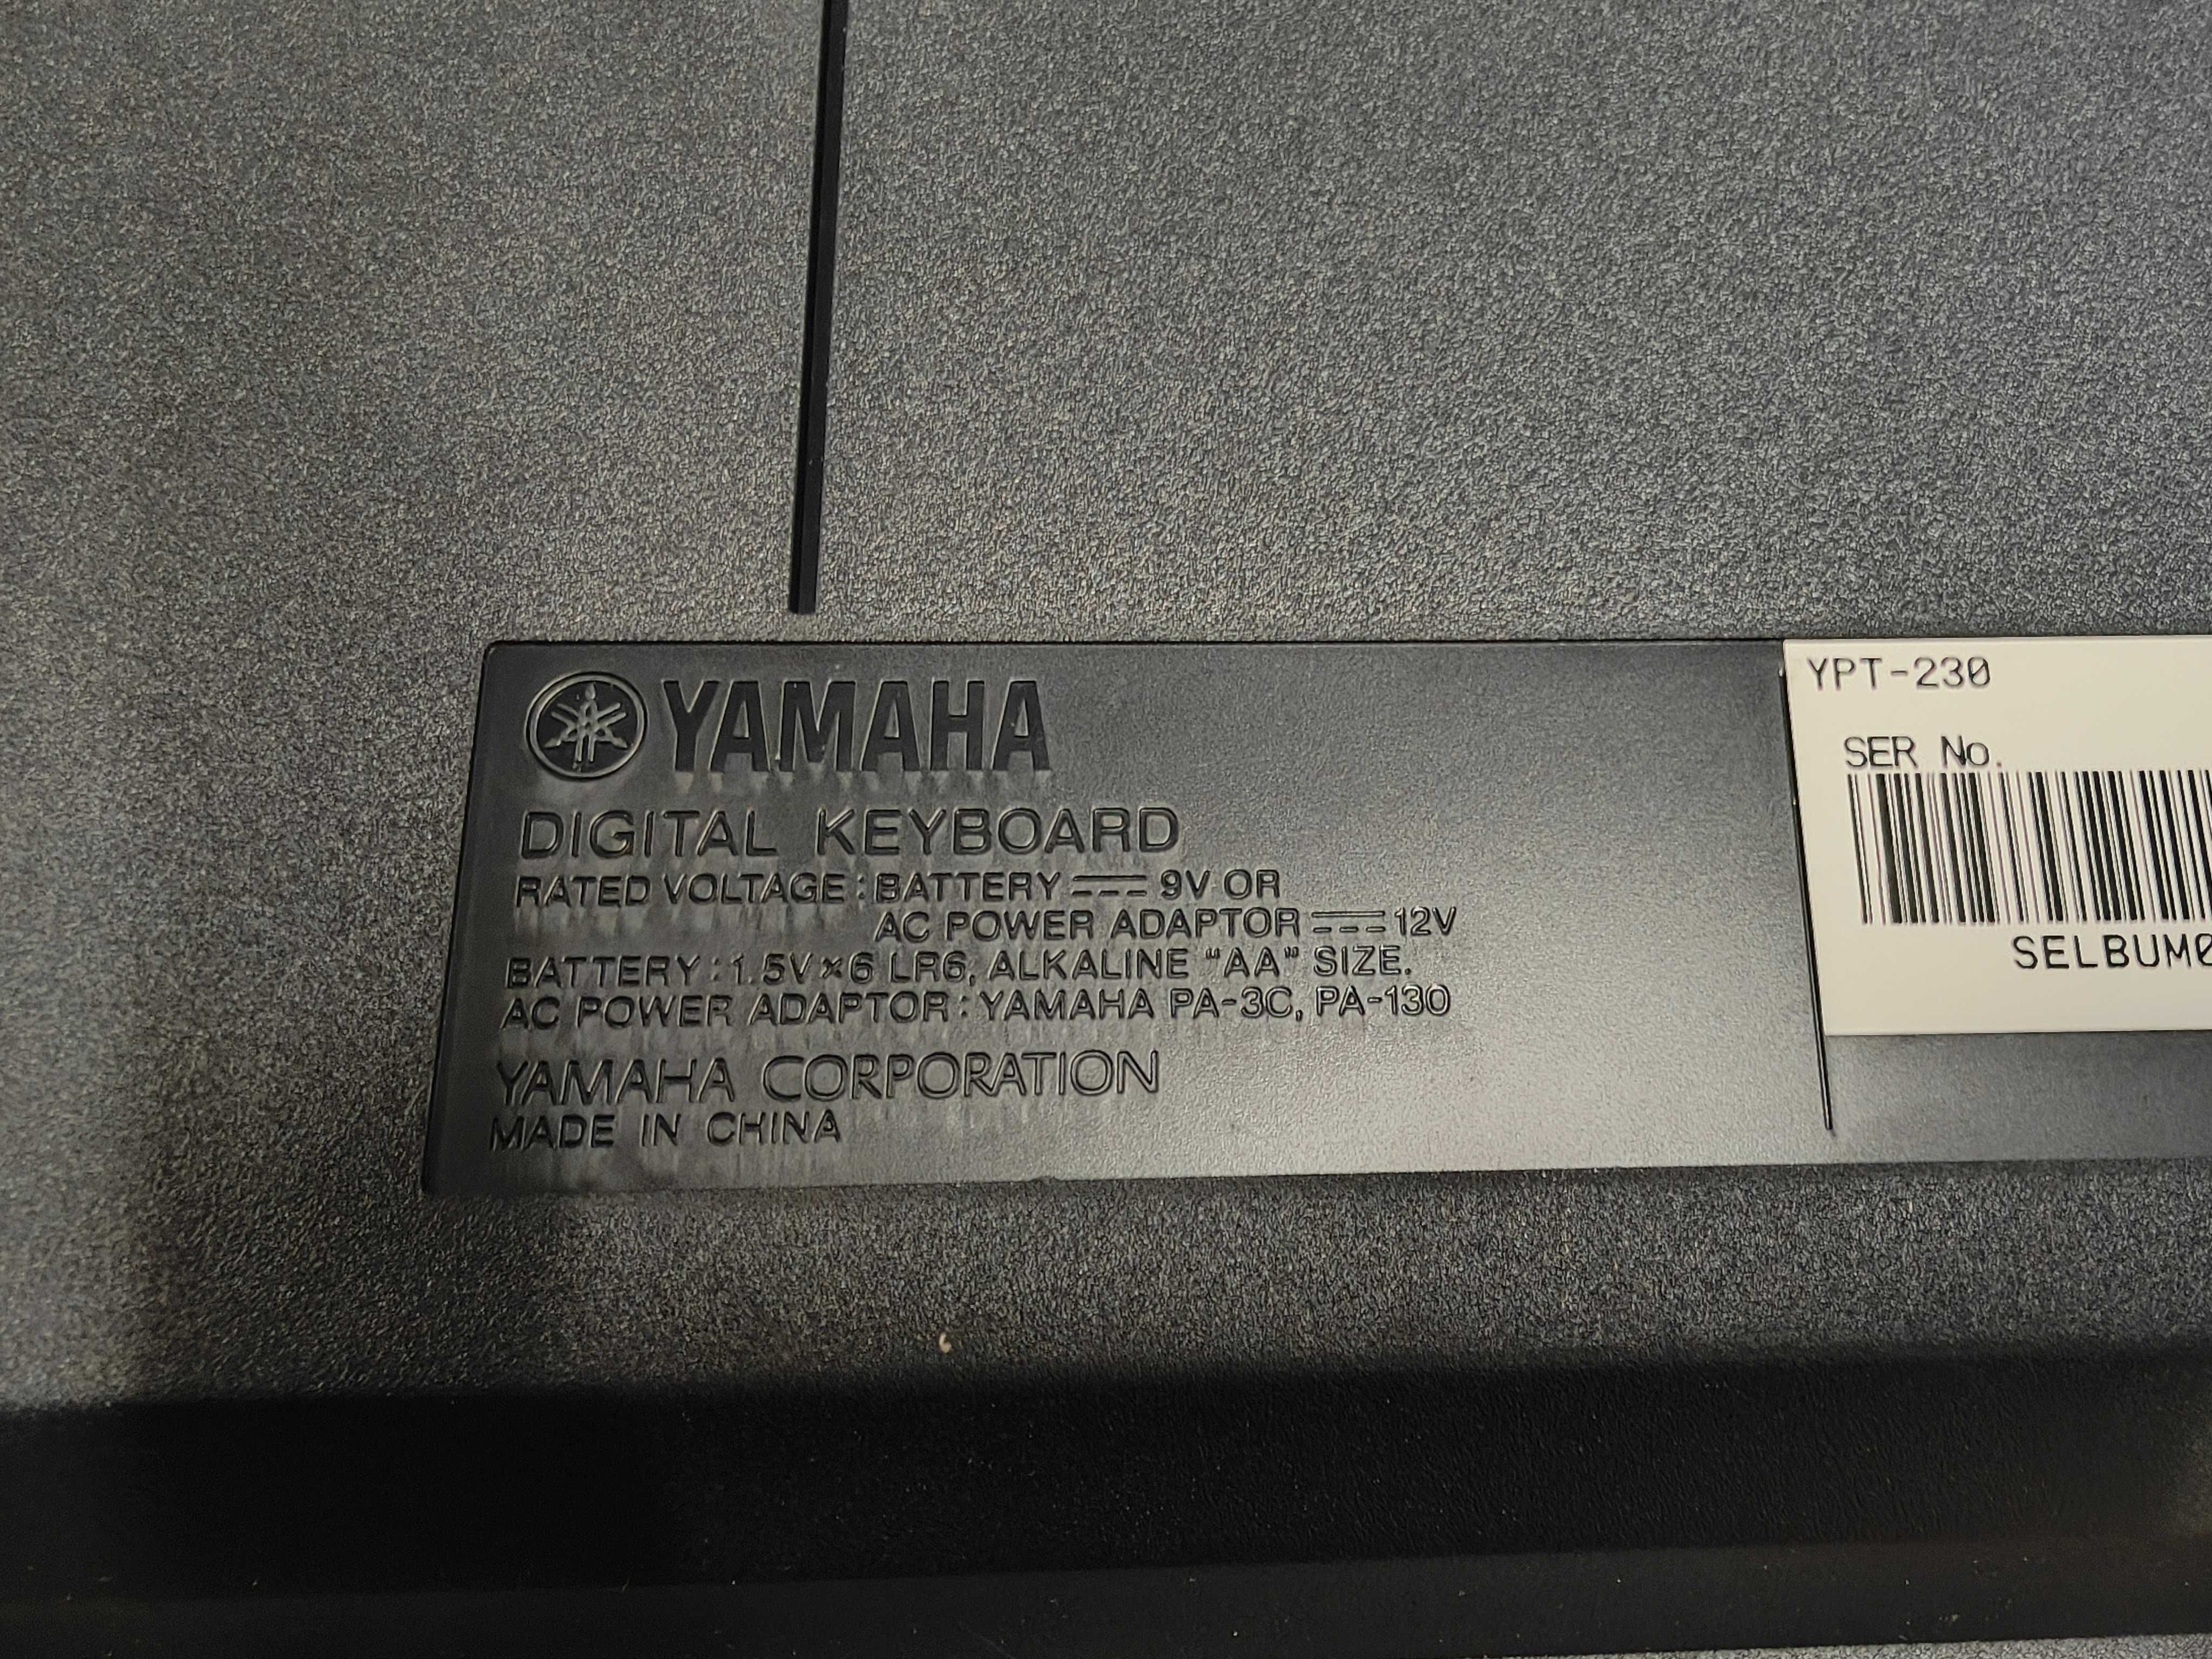 YAMAHA
DIGITAL KEYBOARD
RATED VOLTAGE : BATTERY ⎓ 9V OR
AC POWER ADAPTOR ⎓ 12V
BATTERY : 1.5V×6 LR6, ALKALINE "AA" SIZE.
AC POWER ADAPTOR : YAMAHA PA-3C, PA-130
YAMAHA CORPORATION
MADE IN CHINA
YPT-230
SER No.
SELBUM0